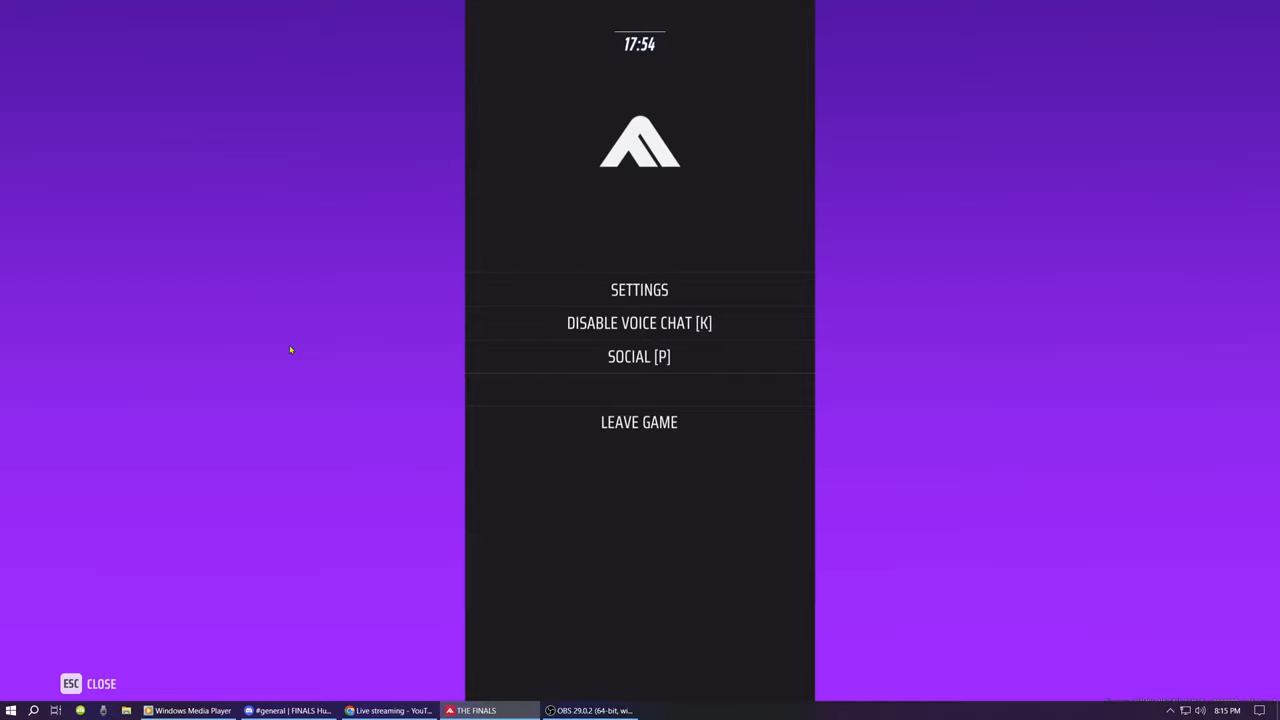 17:54
SETTINGS
DISABLE VOICE CHAT [K]
SOCIAL [P]
LEAVE GAME
ESC CLOSE
Windows Media Player
#general | FINALS Hu...
Live streaming - YouT...
THE FINALS
OBS 29.0.2 (64-bit, wi...
8:15 PM